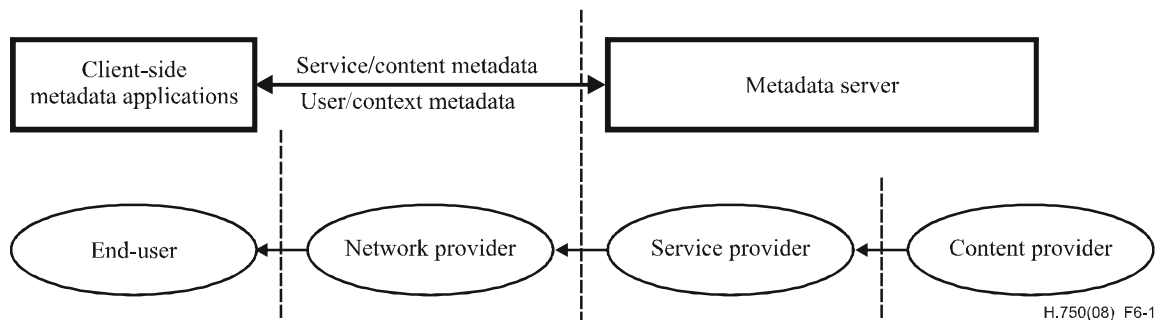 Client-side
metadata applications
Service/content metadata
User/context metadata
Metadata server
End-user
Network provider
Service provider
Content provider
H.750(08)_F6-1